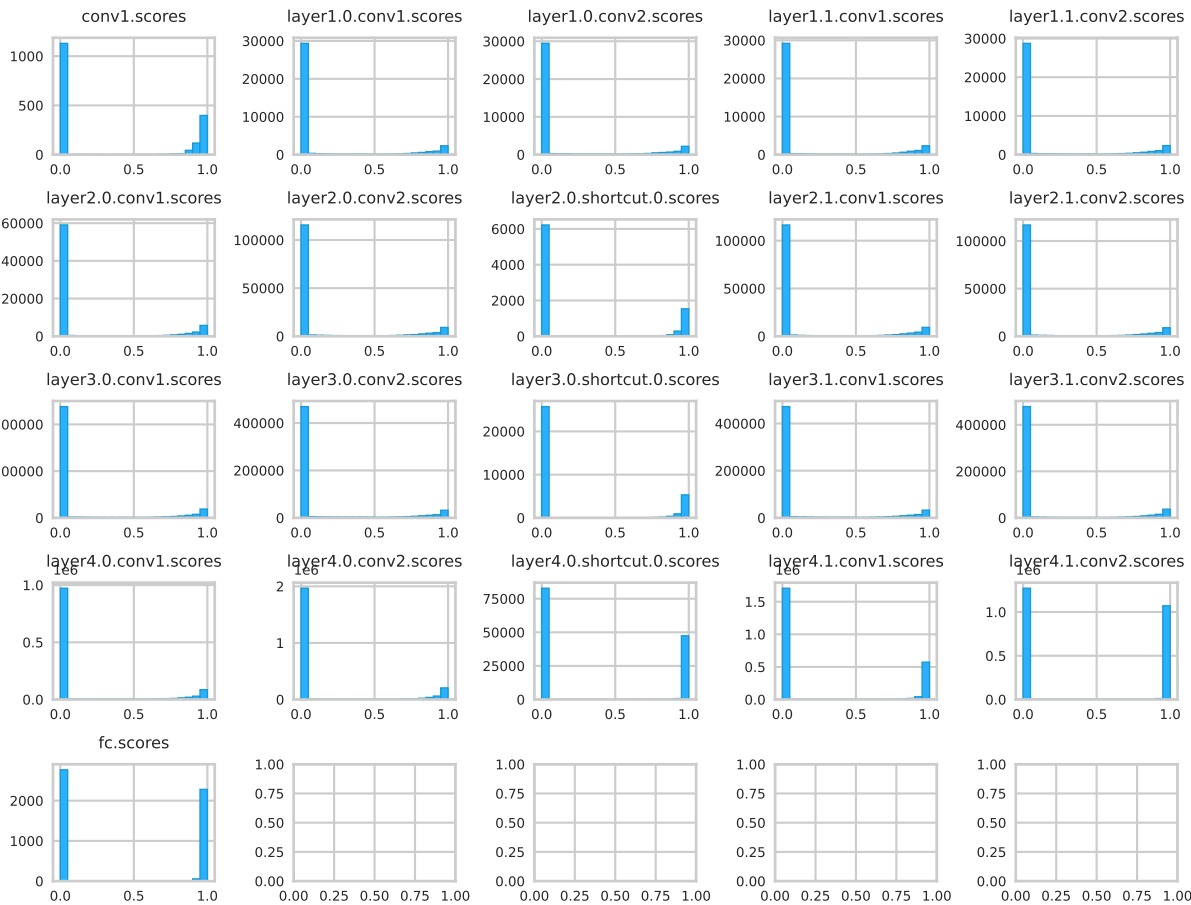 conv1.scores layer1.0.conv1.scores layer1.0.conv2.scores layer1.1.conv1.scores layer1.1.conv2.scores
1000 30000 30000 30000 30000
20000 20000 20000 20000
500 10000 10000 10000 10000
0 0 0 0 0
0.0 0.5 1.0 0.0 0.5 1.0 0.0 0.5 1.0 0.0 0.5 1.0 0.0 0.5 1.0
layer2.0.conv1.scores layer2.0.conv2.scores layer2.0.shortcut.0.scores layer2.1.conv1.scores layer2.1.conv2.scores
60000 100000 6000 100000 100000
40000 4000
20000 50000 2000 50000 50000
0 0 0 0 0
0.0 0.5 1.0 0.0 0.5 1.0 0.0 0.5 1.0 0.0 0.5 1.0 0.0 0.5 1.0
layer3.0.conv1.scores layer3.0.conv2.scores layer3.0.shortcut.0.scores layer3.1.conv1.scores layer3.1.conv2.scores
00000 400000 20000 400000 400000
00000 200000 10000 200000 200000
0 0 0 0 0
0.0 0.5 1.0 0.0 0.5 1.0 0.0 0.5 1.0 0.0 0.5 1.0 0.0 0.5 1.0
layer4.0.conv1.scores layer4.0.conv2.scores layer4.0.shortcut.0.scores layer4.1.conv1.scores layer4.1.conv2.scores
1e6 1e6 1e6 1e6
1.0 2 75000 1.5 1.0
0.5 1 50000 1.0 0.5
25000 0.5
0.0 0 0 0.0 0.0
0.0 0.5 1.0 0.0 0.5 1.0 0.0 0.5 1.0 0.0 0.5 1.0 0.0 0.5 1.0
fc.scores
1.00 1.00 1.00 1.00
2000 0.75 0.75 0.75 0.75
0.50 0.50 0.50 0.50
1000 0.25 0.25 0.25 0.25
0 0.00 0.00 0.00 0.00
0.0 0.5 1.0 0.00 0.25 0.50 0.75 1.00 0.00 0.25 0.50 0.75 1.00 0.00 0.25 0.50 0.75 1.00 0.00 0.25 0.50 0.75 1.00